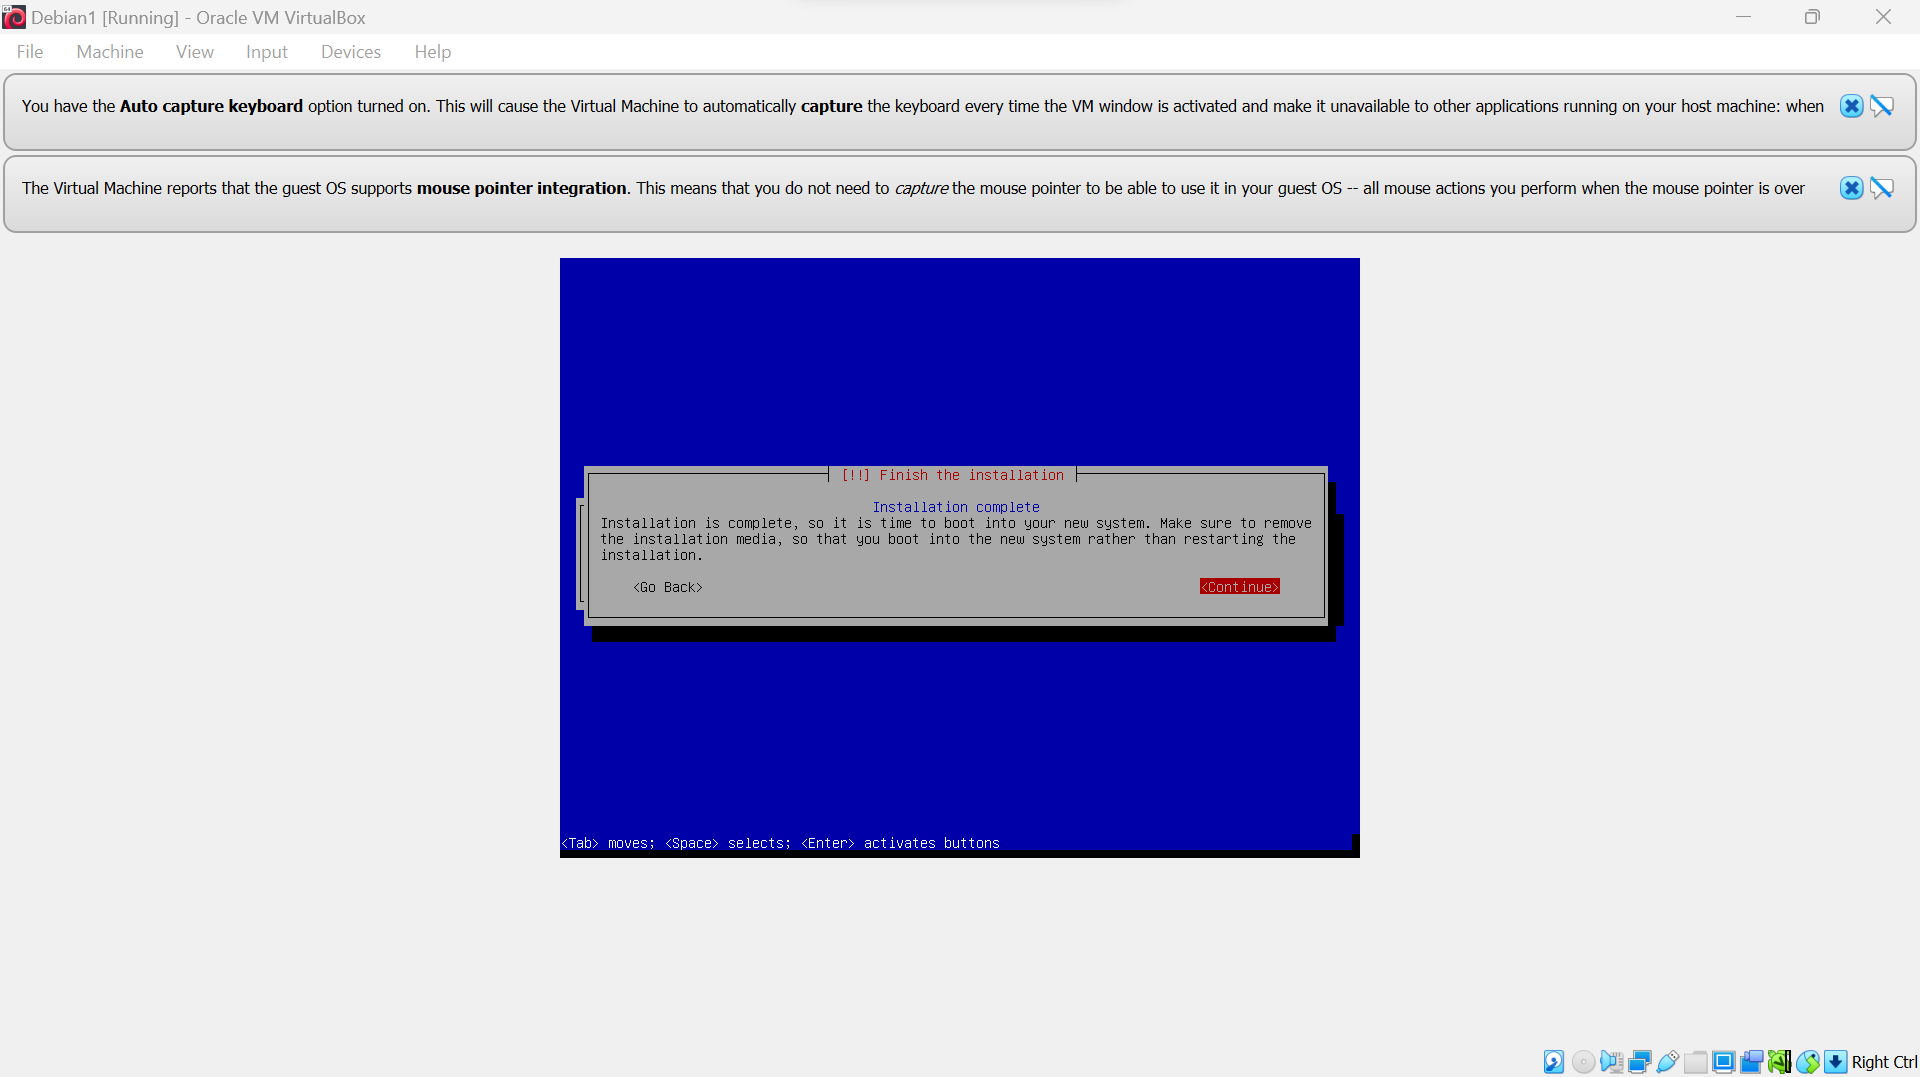 Debian1 [Running] - Oracle VM VirtualBox
File Machine View Input Devices Help
You have the Auto capture keyboard option turned on. This will cause the Virtual Machine to automatically capture the keyboard every time the VM window is activated and make it unavailable to other applications running on your host machine: when
The Virtual Machine reports that the guest OS supports mouse pointer integration. This means that you do not need to capture the mouse pointer to be able to use it in your guest OS -- all mouse actions you perform when the mouse pointer is over
[!!] Finish the installation
Installation complete
Installation is complete, so it is time to boot into your new system. Make sure to remove
the installation media, so that you boot into the new system rather than restarting the
installation.
<Go Back> <Continue>
<Tab> moves; <Space> selects; <Enter> activates buttons
Right Ctrl